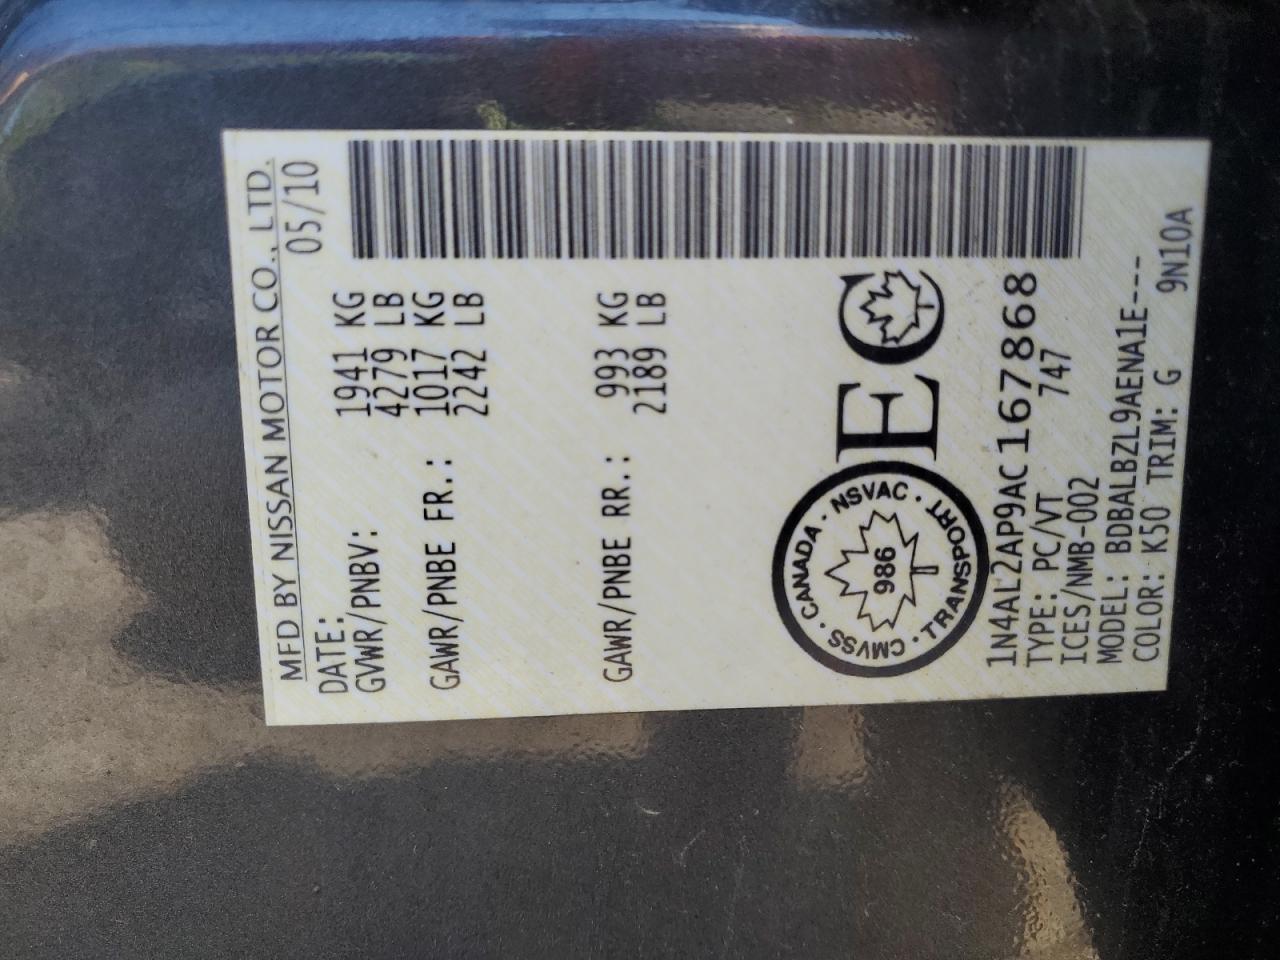 MFD BY NISSAN MOTOR CO., LTD.
DATE: 05/10
GVWR/PNBV: 1941 KG
4279 LB
GAWR/PNBE FR.: 1017 KG
2242 LB
GAWR/PNBE RR.: 993 KG
2189 LB
CMVSS · CANADA · NSVAC · TRANSPORT
986
EC
1N4AL2AP9AC167868
TYPE: PC/VT 747
ICES/NMB-002
MODEL: BDBALBZL9AENA1E---
COLOR: K50 TRIM: G 9N10A